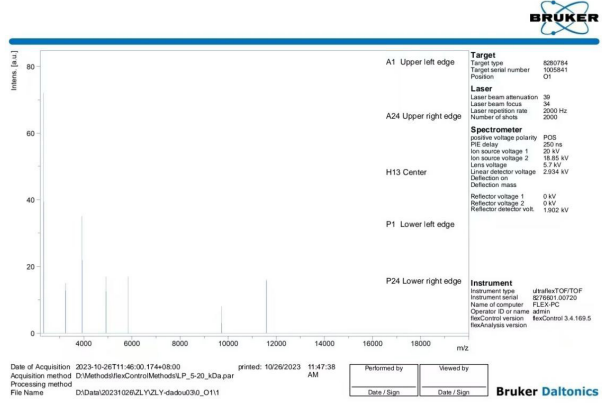 BRUKER
Intens. [a.u.]
80
60
40
20
0
4000 6000 8000 10000 12000 14000 16000 18000
m/z
A1 Upper left edge
A24 Upper right edge
H13 Center
P1 Lower left edge
P24 Lower right edge
Target
Target type 8280784
Target serial number 1005841
Position O1
Laser
Laser beam attenuation 39
Laser beam focus 34
Laser repetition rate 2000 Hz
Number of shots 2000
Spectrometer
positive voltage polarity POS
PIE delay 250 ns
Ion source voltage 1 20 kV
Ion source voltage 2 18.85 kV
Lens voltage 5.7 kV
Linear detector voltage 2.934 kV
Deflection on
Deflection mass
Reflector voltage 1 0 kV
Reflector voltage 2 0 kV
Reflector detector volt. 1.902 kV
Instrument
Instrument type ultraflexTOF/TOF
Instrument serial 8276601.00720
Name of computer FLEX-PC
Operator ID or name admin
flexControl version flexControl 3.4.169.5
flexAnalysis version
Date of Acquisition 2023-10-26T11:46:00.174+08:00 printed: 10/26/2023 11:47:38 AM
Acquisition method D:\Methods\flexControlMethods\LP_5-20_kDa.par
Processing method
File Name D:\Data\20231026\ZLY\ZLY-dadou03\0_O1\1
Performed by
Date / Sign
Viewed by
Date / Sign
Bruker Daltonics